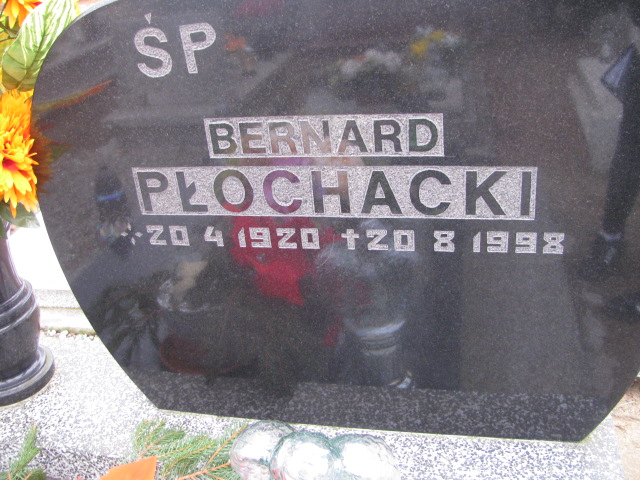 ŚP
BERNARD
PŁOCHACKI
*20 4 1920 ✝20 8 1998